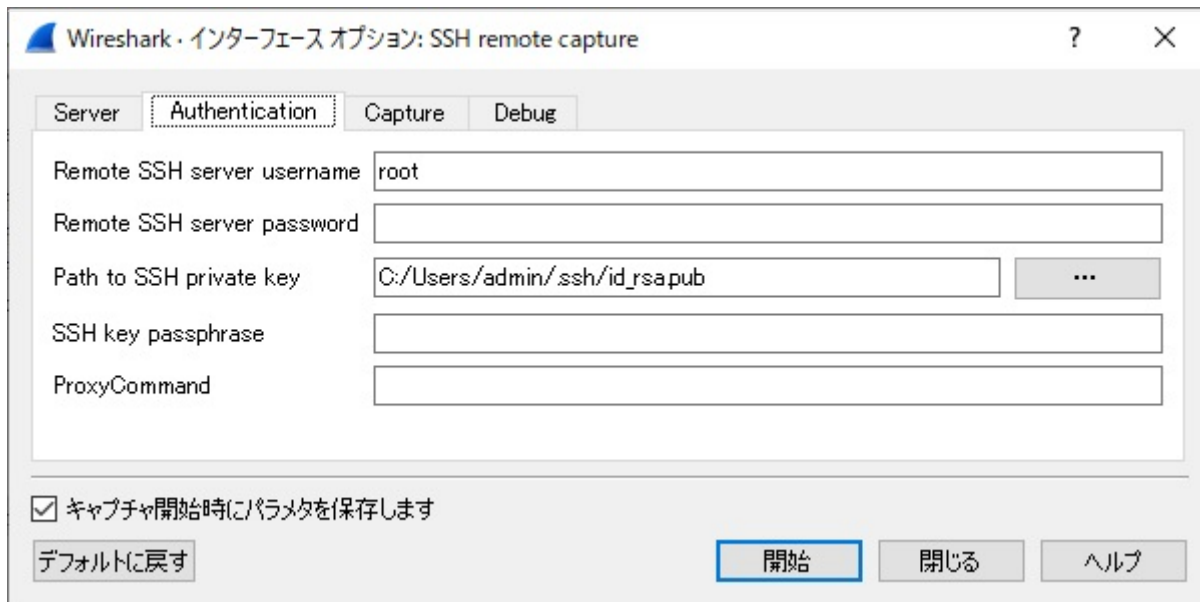 Wireshark · インターフェース オプション: SSH remote capture
Server Authentication Capture Debug
Remote SSH server username root
Remote SSH server password
Path to SSH private key C:/Users/admin/.ssh/id_rsa.pub ...
SSH key passphrase
ProxyCommand
キャプチャ開始時にパラメタを保存します
デフォルトに戻す 開始 閉じる ヘルプ